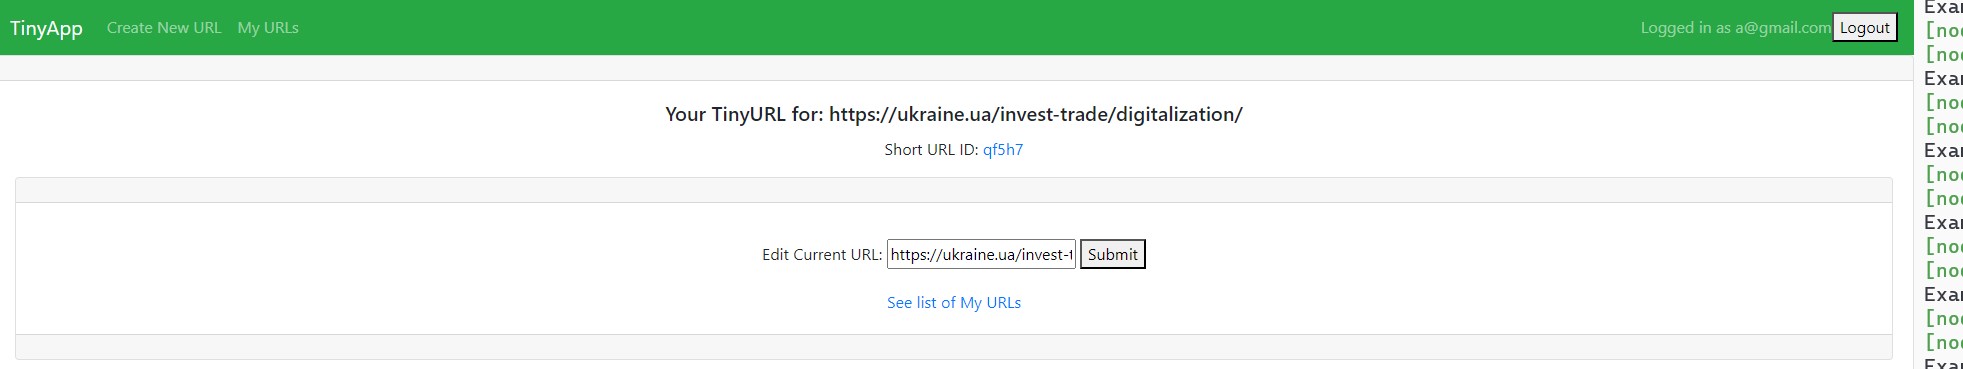 TinyApp Create New URL My URLs Logged in as a@gmail.com Logout
Your TinyURL for: https://ukraine.ua/invest-trade/digitalization/
Short URL ID: qf5h7
Edit Current URL: https://ukraine.ua/invest-t Submit
See list of My URLs
Exa
[no
[no
Exa
[no
[no
Exa
[no
[no
Exa
[no
[no
Exa
[no
[no
Exa